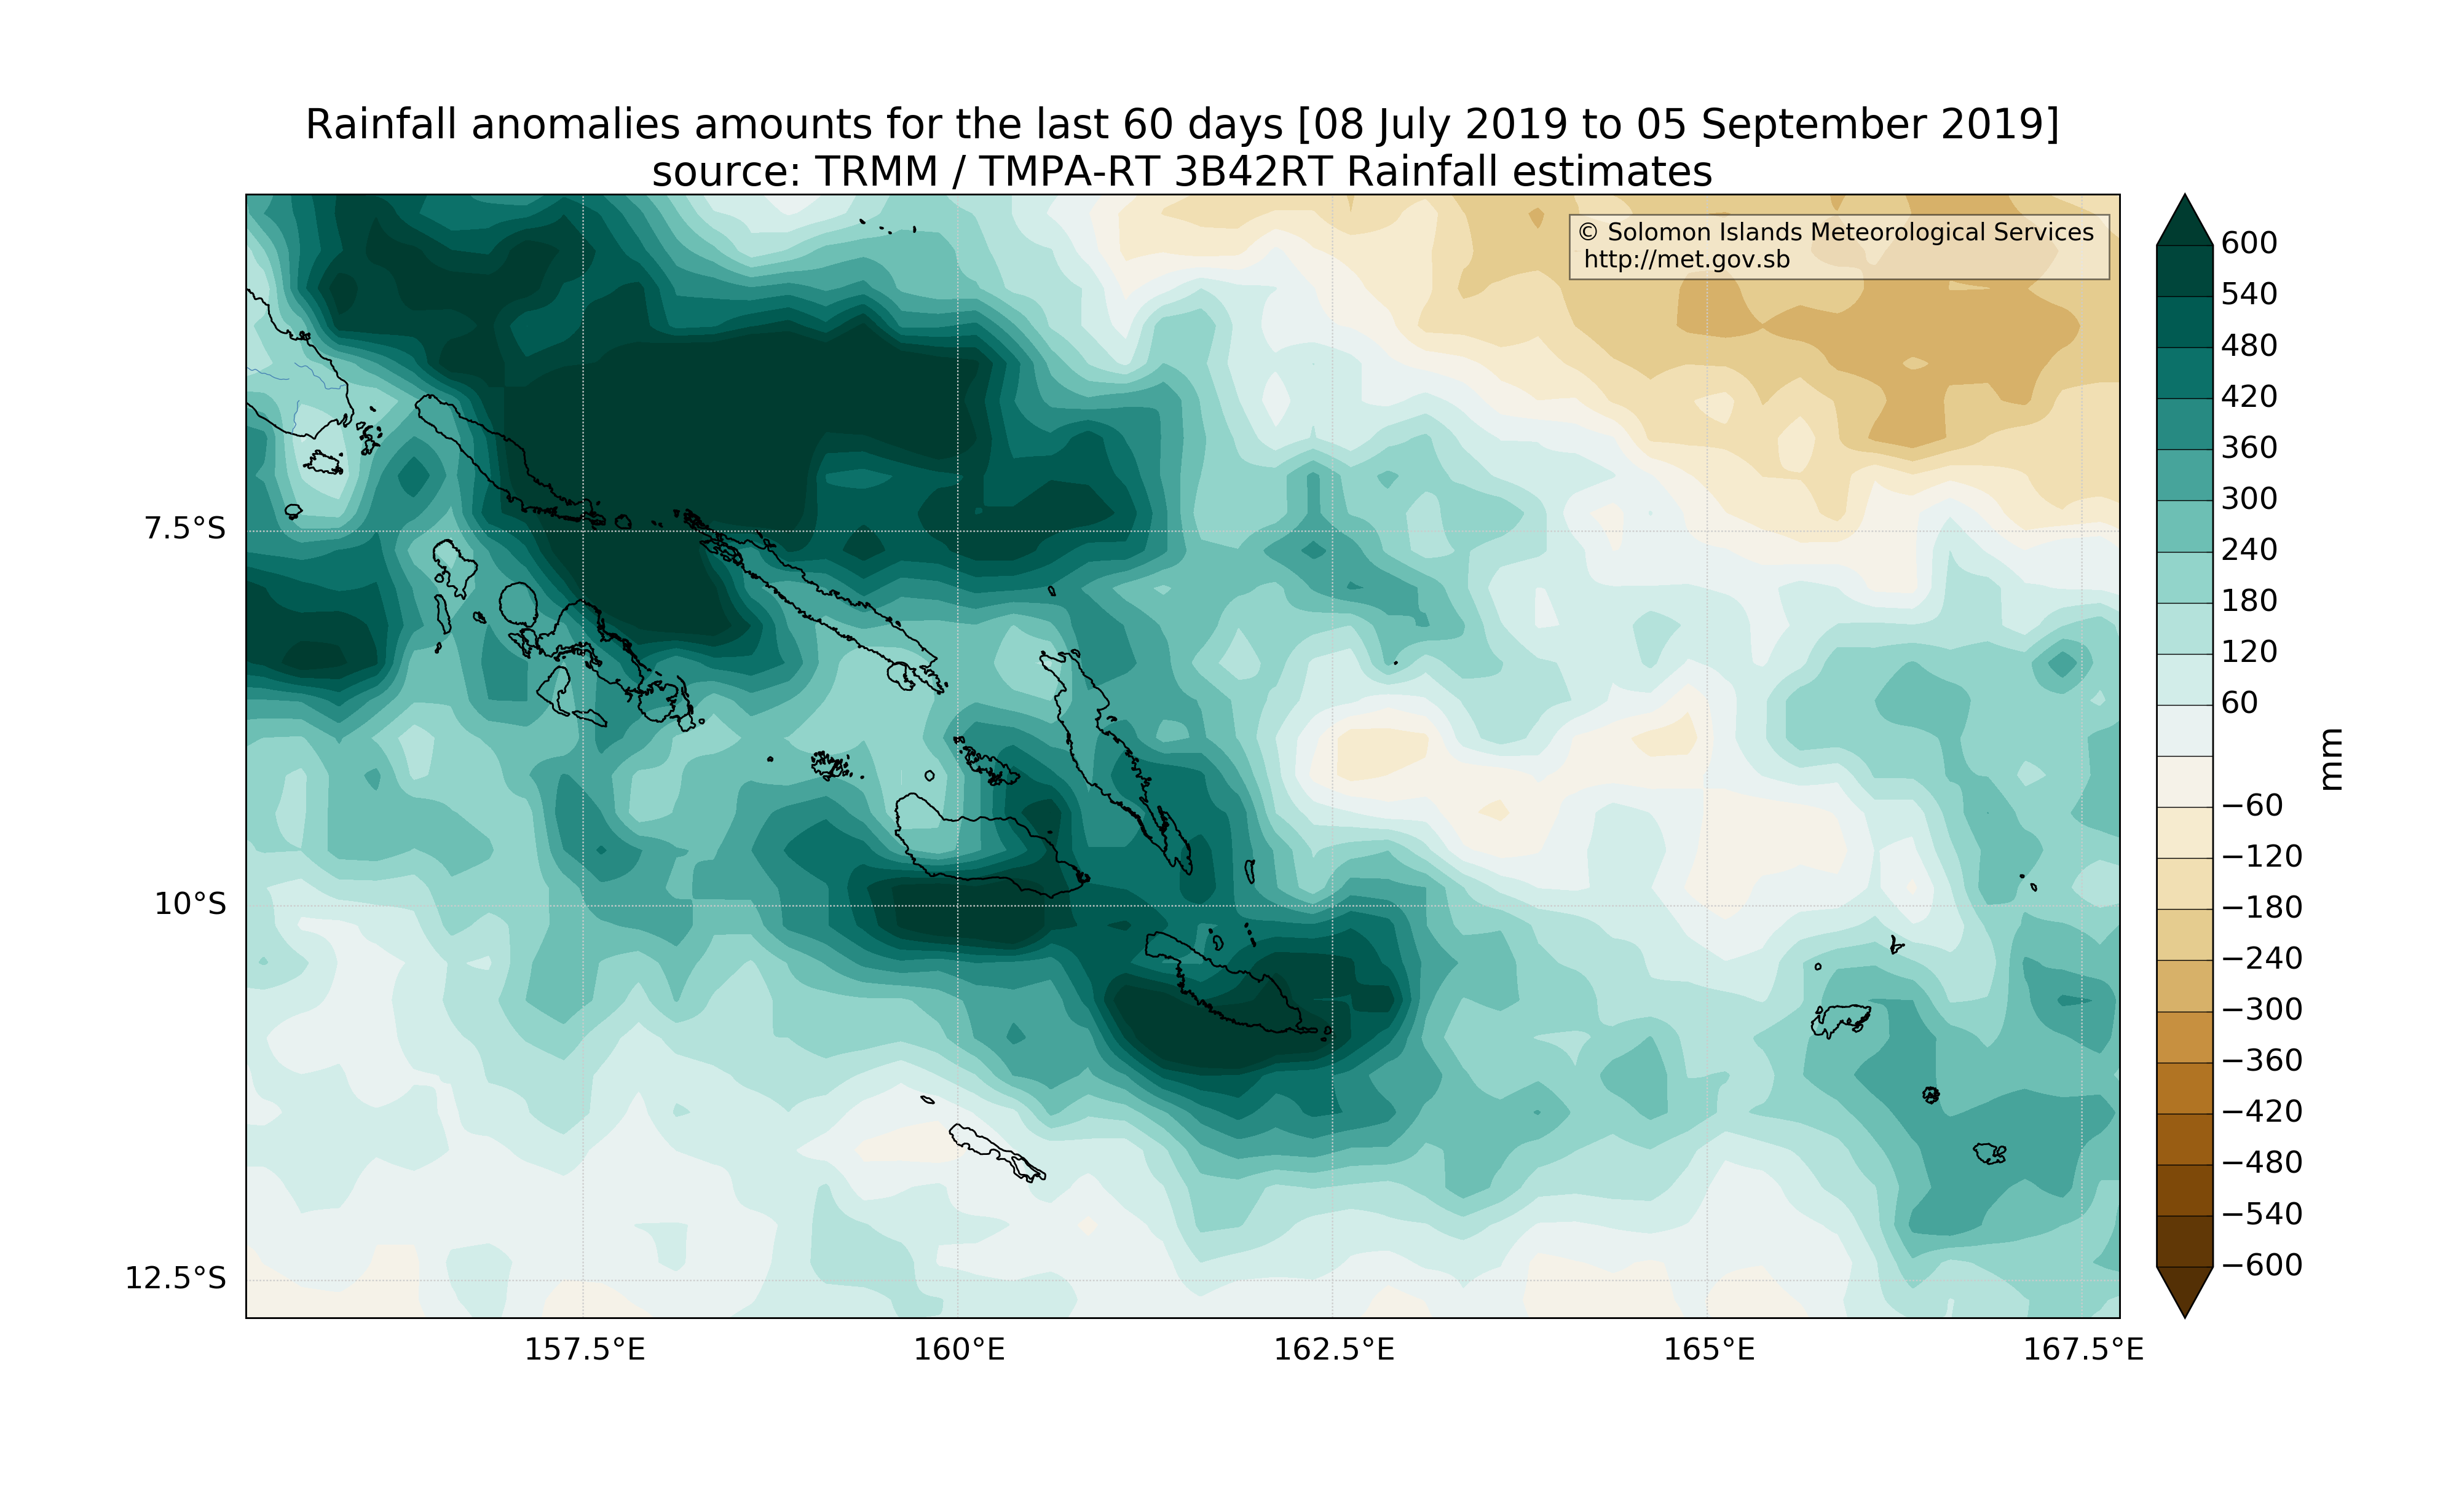 Rainfall anomalies amounts for the last 60 days [08 July 2019 to 05 September 2019]
source: TRMM / TMPA-RT 3B42RT Rainfall estimates
© Solomon Islands Meteorological Services
http://met.gov.sb
7.5°S
10°S
12.5°S
157.5°E
160°E
162.5°E
165°E
167.5°E
600
540
480
420
360
300
240
180
120
60
−60
−120
−180
−240
−300
−360
−420
−480
−540
−600
mm